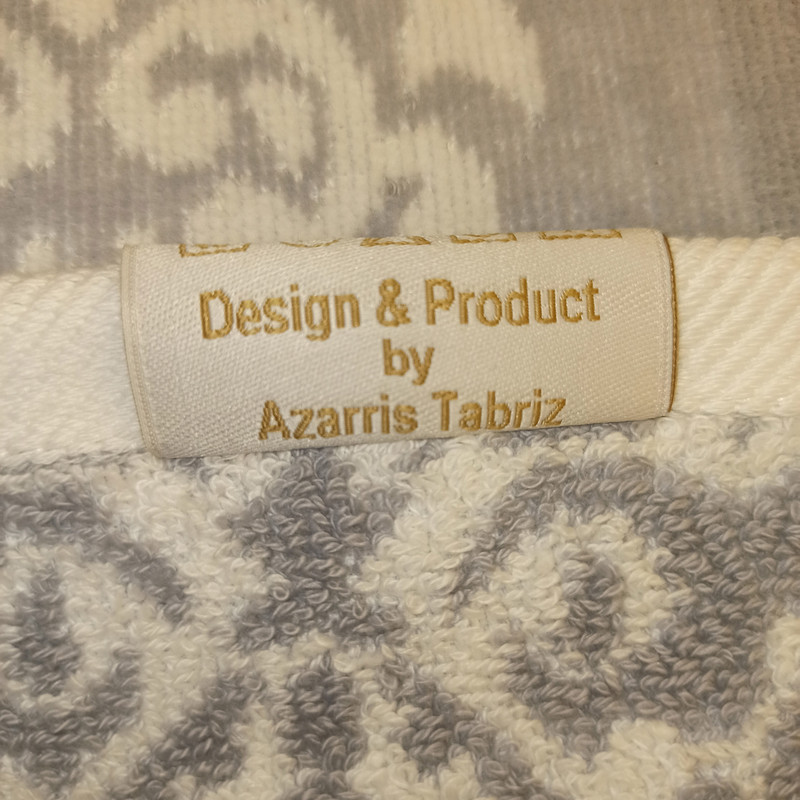 Design & Product
by
Azarris Tabriz